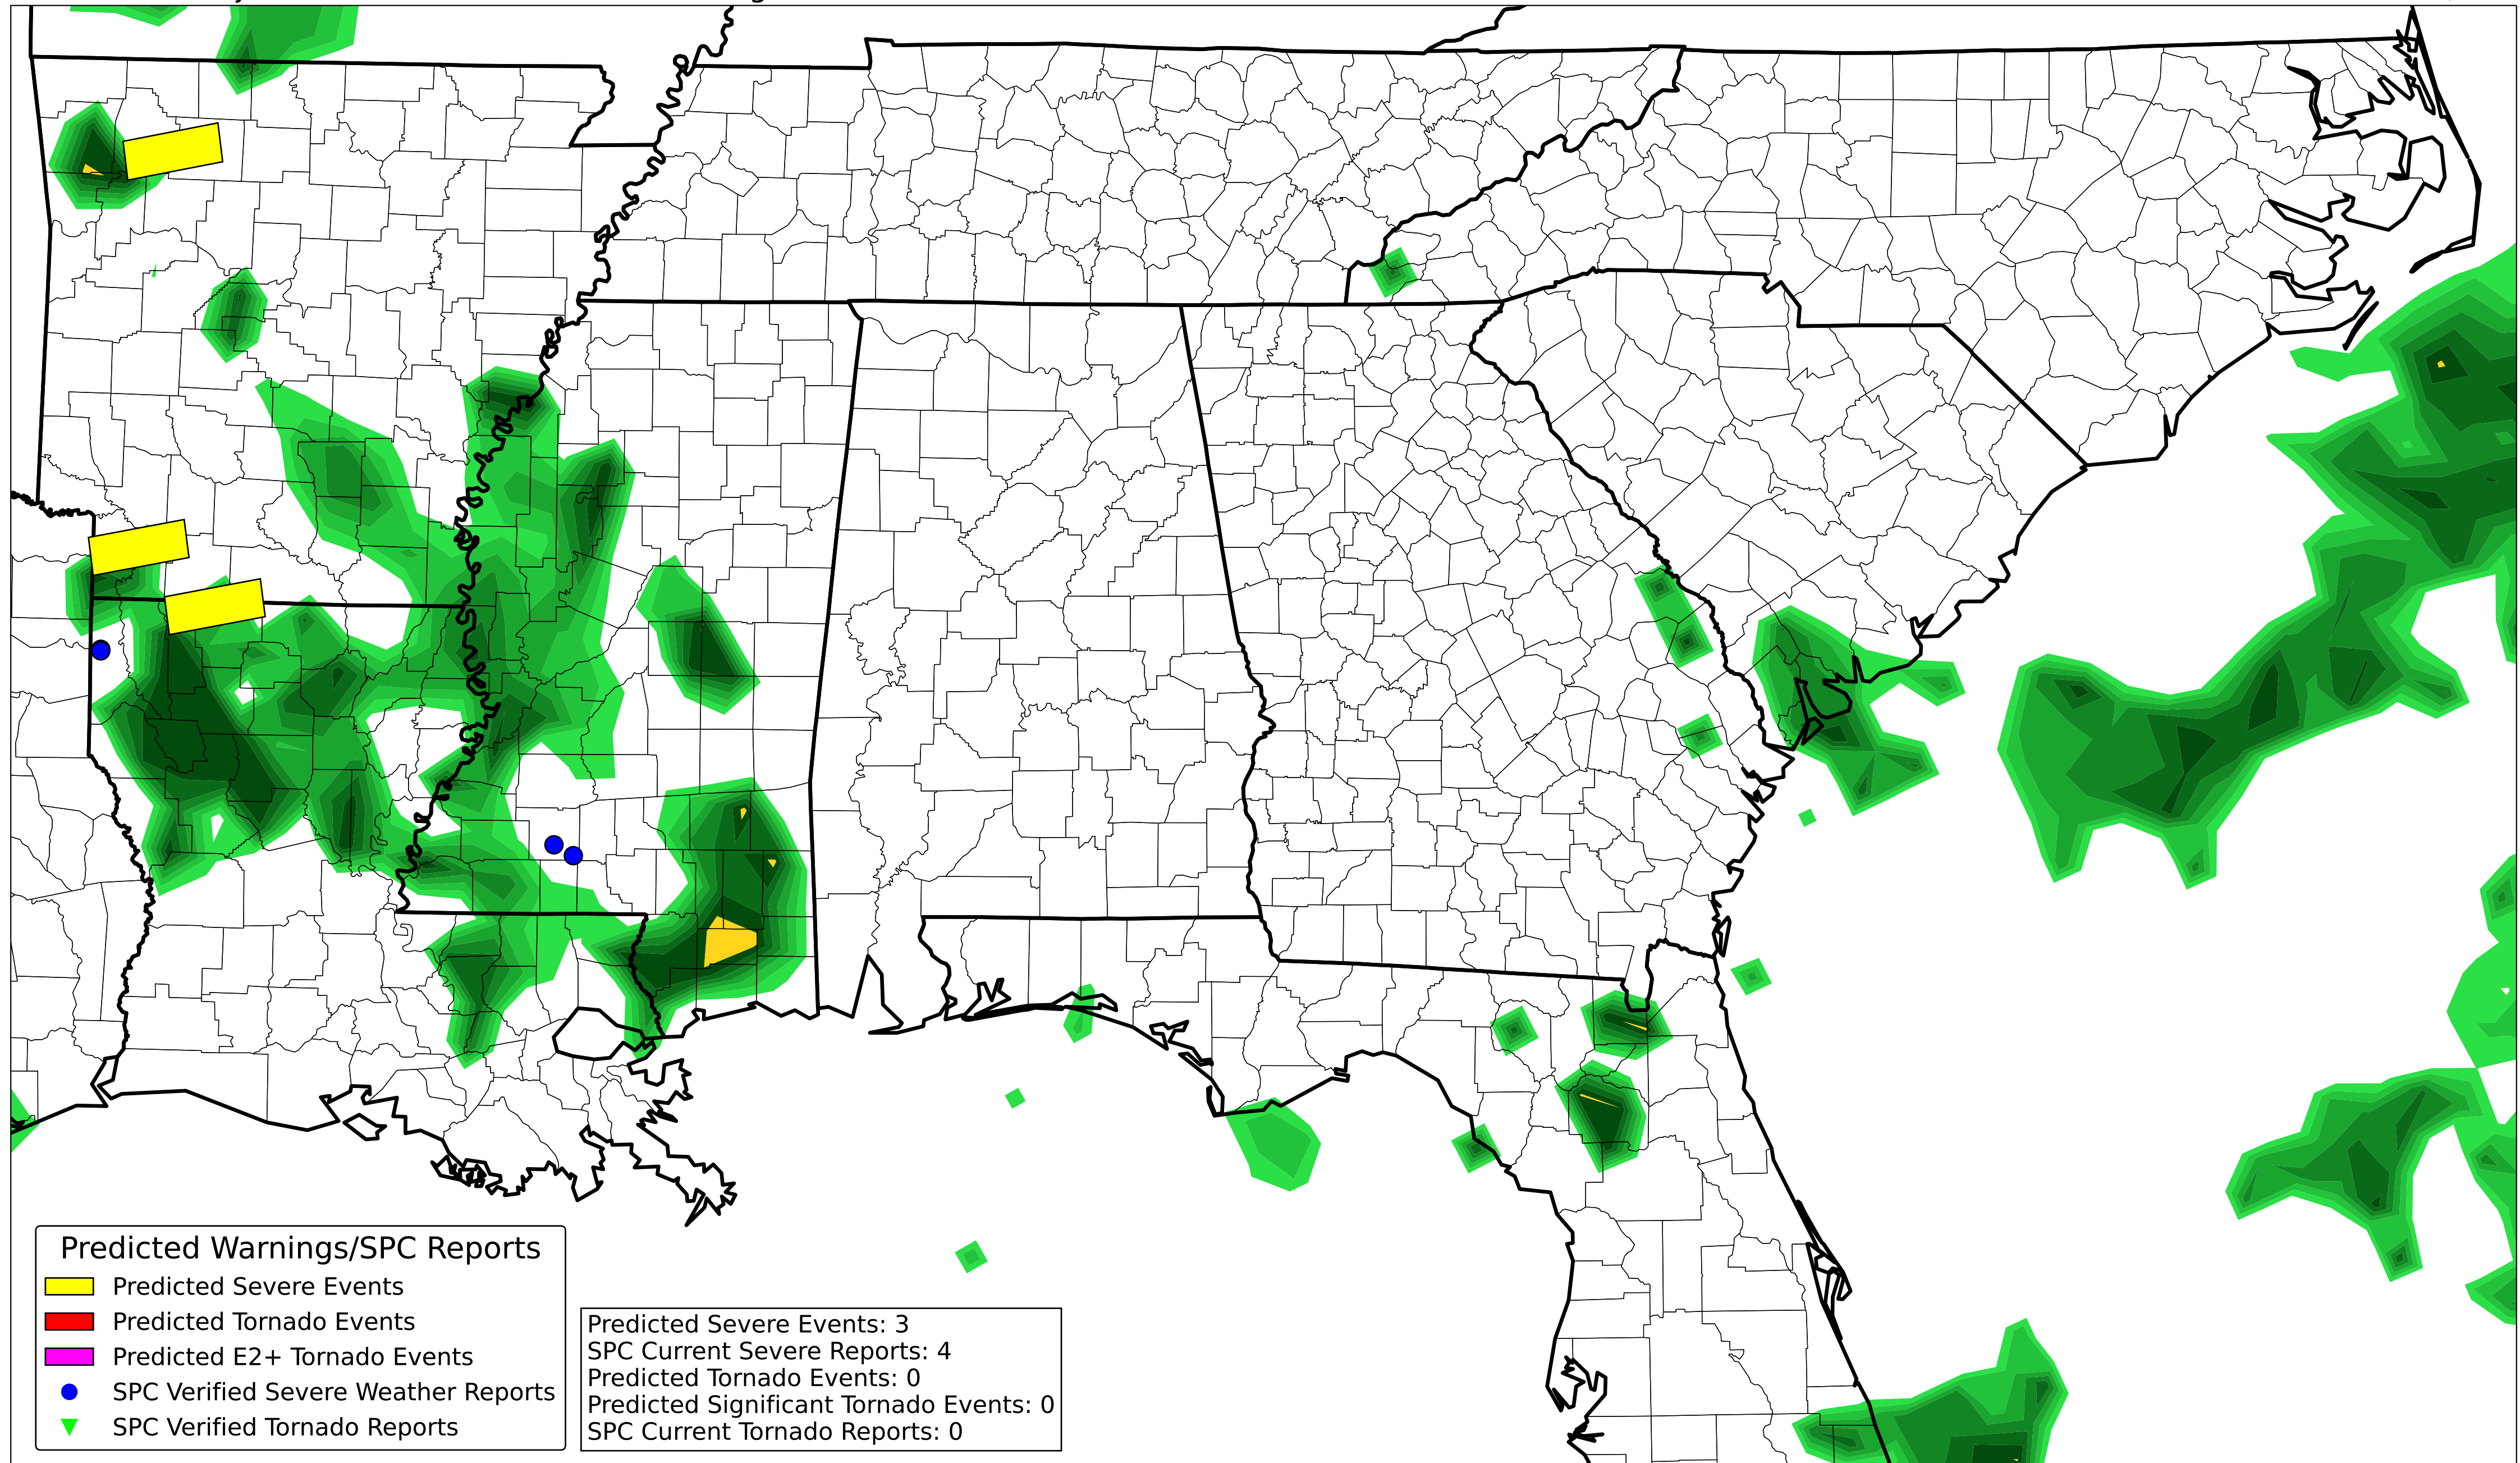 Predicted Warnings/SPC Reports
Predicted Severe Events
Predicted Tornado Events
Predicted E2+ Tornado Events
SPC Verified Severe Weather Reports
SPC Verified Tornado Reports
Predicted Severe Events: 3
SPC Current Severe Reports: 4
Predicted Tornado Events: 0
Predicted Significant Tornado Events: 0
SPC Current Tornado Reports: 0